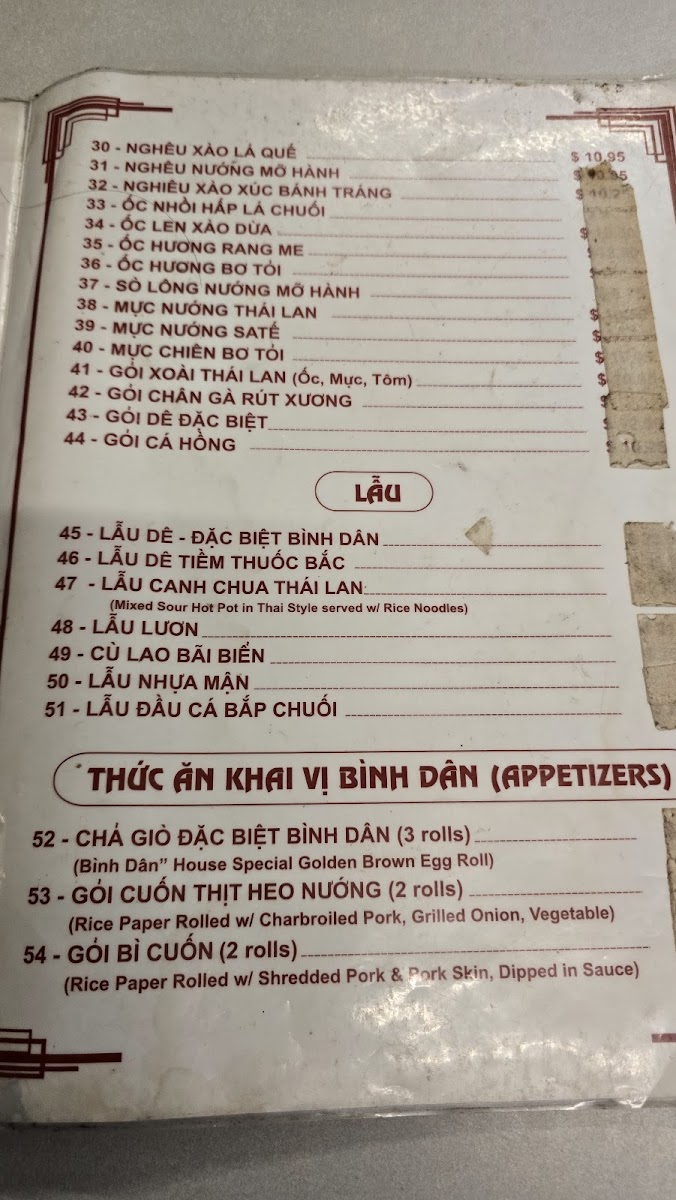 30 - NGHÊU XÀO LÁ QUẾ $ 10.95
31 - NGHÊU NƯỚNG MỠ HÀNH
32 - NGHIÊU XÀO XÚC BÁNH TRÁNG
33 - ỐC NHỒI HẤP LÁ CHUỐI
34 - ỐC LEN XÀO DỪA $
35 - ỐC HƯƠNG RANG ME
36 - ỐC HƯƠNG BƠ TỎI
37 - SÒ LÔNG NƯỚNG MỠ HÀNH
38 - MỰC NƯỚNG THÁI LAN $
39 - MỰC NƯỚNG SATẾ $
40 - MỰC CHIÊN BƠ TỎI $
41 - GỎI XOÀI THÁI LAN (Ốc, Mực, Tôm) $
42 - GỎI CHÂN GÀ RÚT XƯƠNG
43 - GỎI DÊ ĐẶC BIỆT
44 - GỎI CÁ HỒNG
LẪU
45 - LẪU DÊ - ĐẶC BIỆT BÌNH DÂN
46 - LẪU DÊ TIỀM THUỐC BẮC
47 - LẪU CANH CHUA THÁI LAN
(Mixed Sour Hot Pot in Thai Style served w/ Rice Noodles)
48 - LẪU LƯƠN
49 - CÙ LAO BÃI BIỂN
50 - LẪU NHỰA MẬN
51 - LẪU ĐẦU CÁ BẮP CHUỐI
THỨC ĂN KHAI VỊ BÌNH DÂN (APPETIZERS)
52 - CHẢ GIÒ ĐẶC BIỆT BÌNH DÂN (3 rolls)
(Bình Dân” House Special Golden Brown Egg Roll)
53 - GỎI CUỐN THỊT HEO NƯỚNG (2 rolls)
(Rice Paper Rolled w/ Charbroiled Pork, Grilled Onion, Vegetable)
54 - GỎI BÌ CUỐN (2 rolls)
(Rice Paper Rolled w/ Shredded Pork & Pork Skin, Dipped in Sauce)